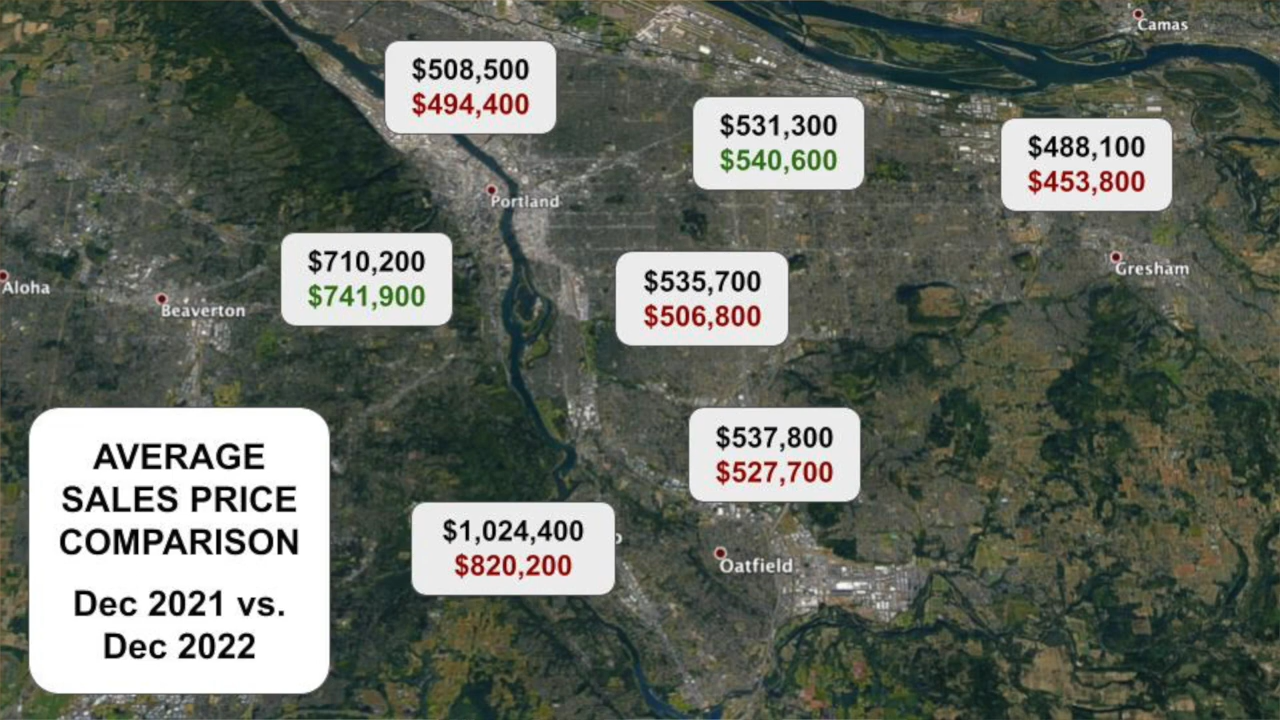 Camas
$508,500
$494,400
$531,300
$540,600
$488,100
$453,800
Portland
$710,200
$741,900
$535,700
$506,800
Gresham
Aloha
Beaverton
AVERAGE
SALES PRICE
COMPARISON
Dec 2021 vs.
Dec 2022
$537,800
$527,700
$1,024,400
$820,200
Oatfield